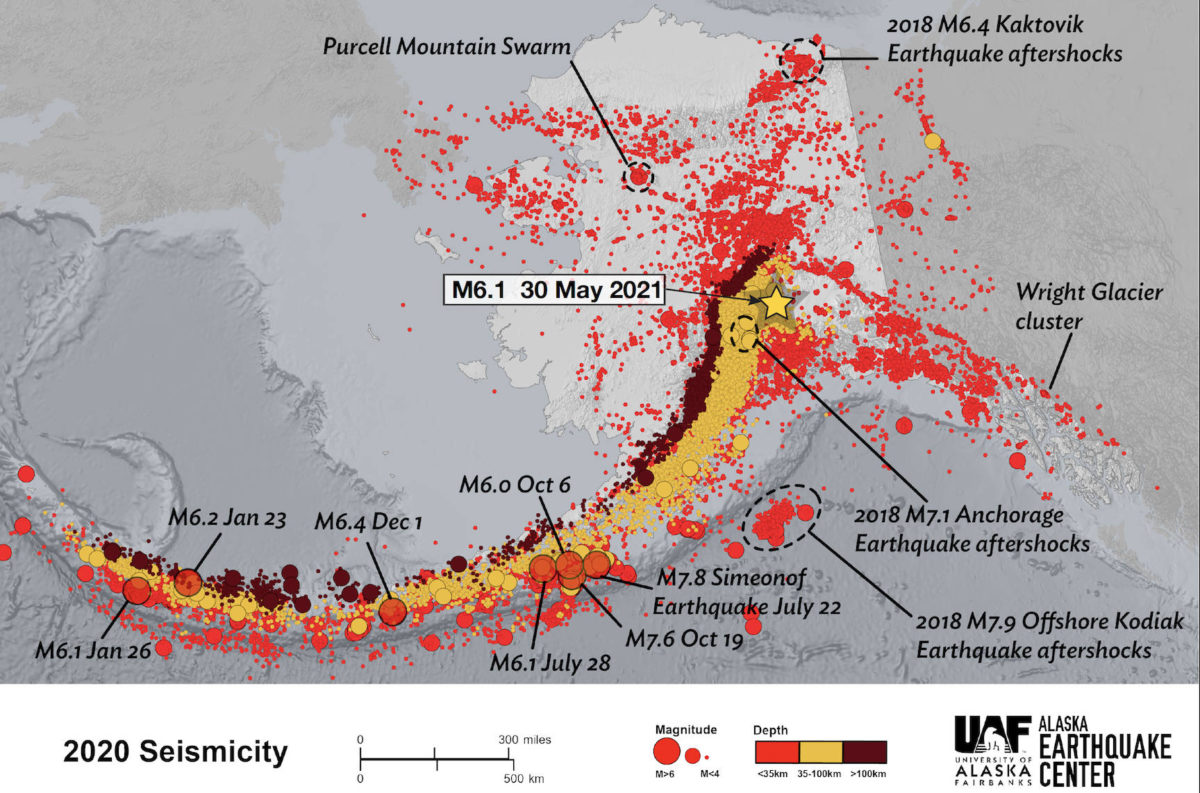 2018 M6.4 Kaktovik
Earthquake aftershocks
Purcell Mountain Swarm
M6.1 30 May 2021
Wright Glacier
cluster
M6.0 Oct 6
M6.2 Jan 23
M6.4 Dec 1
2018 M7.1 Anchorage
Earthquake aftershocks
M7.8 Simeonof
Earthquake July 22
2018 M7.9 Offshore Kodiak
Earthquake aftershocks
M7.6 Oct 19
M6.1 Jan 26
M6.1 July 28
2020 Seismicity
0 300 miles
0 500 km
Magnitude
M>6 M<4
Depth
<35km 35-100km >100km
UAF
UNIVERSITY OF
ALASKA
FAIRBANKS
ALASKA
EARTHQUAKE
CENTER